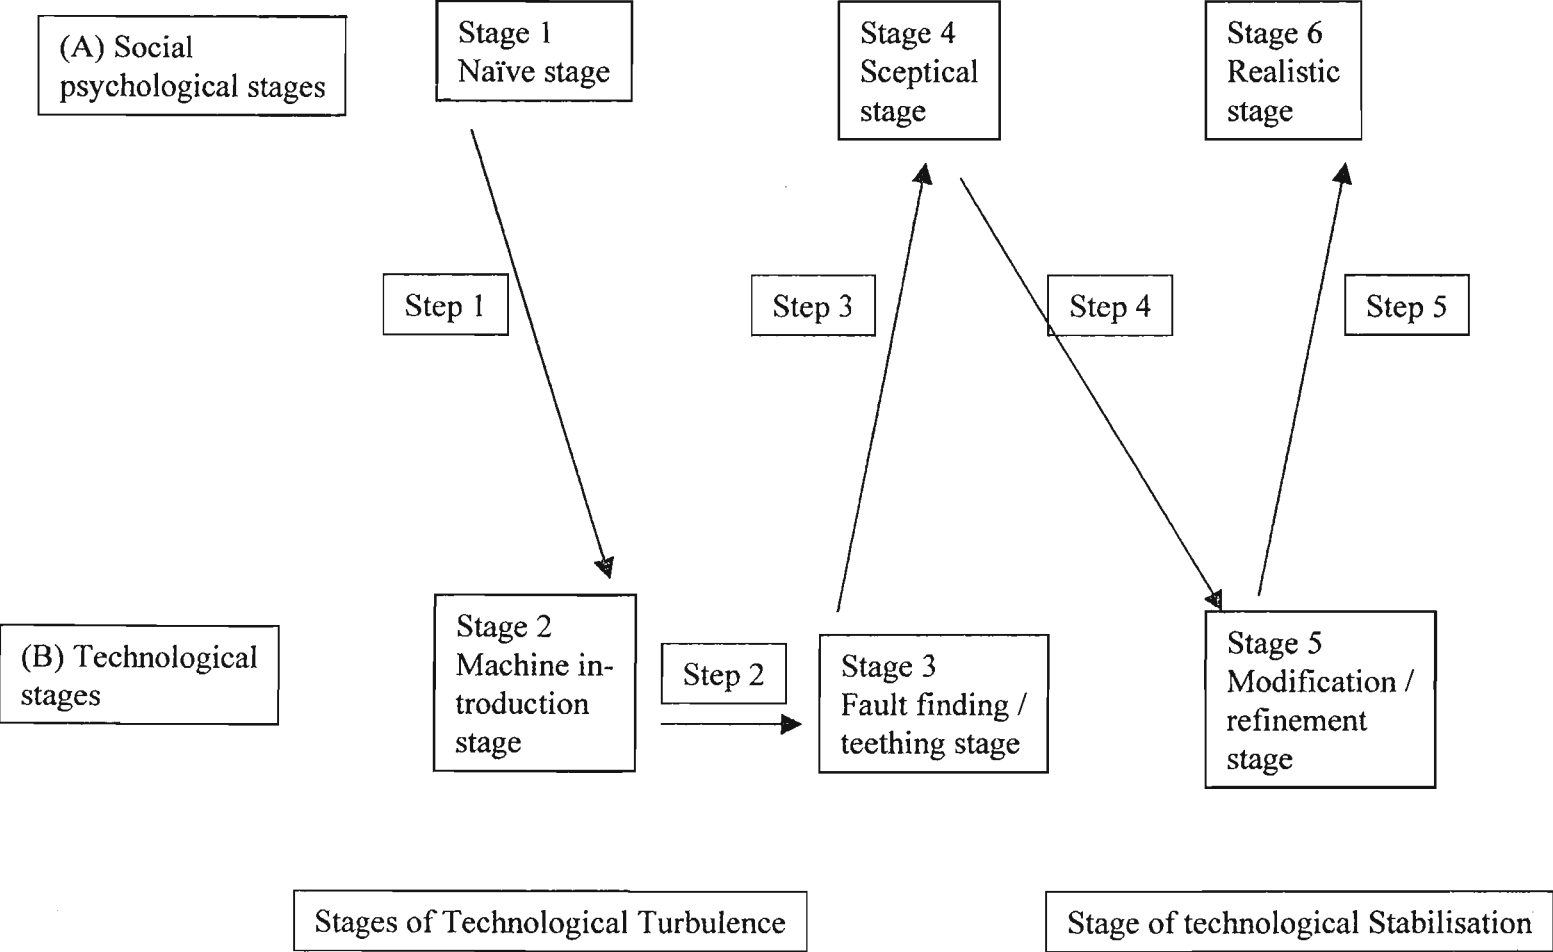 (A) Social
psychological stages
Stage 1
Naïve stage
Stage 4
Sceptical
stage
Stage 6
Realistic
stage
Step 1
Step 3
Step 4
Step 5
(B) Technological
stages
Stage 2
Machine in-
troduction
stage
Step 2
Stage 3
Fault finding /
teething stage
Stage 5
Modification /
refinement
stage
Stages of Technological Turbulence
Stage of technological Stabilisation